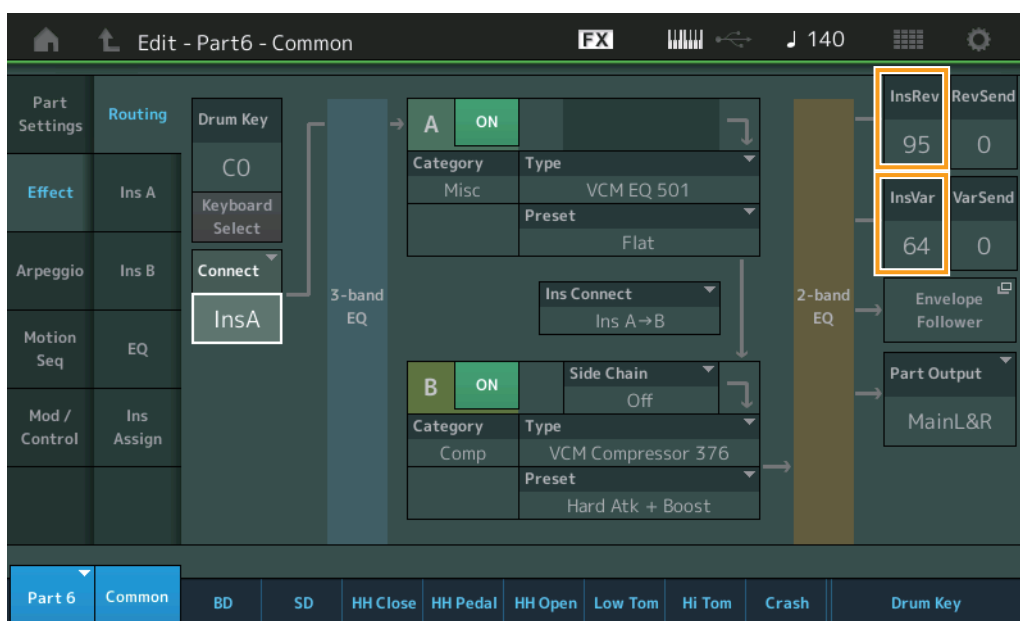 Edit - Part6 - Common
FX
♩ 140
Part
Settings
Effect
Arpeggio
Motion
Seq
Mod /
Control
Routing
Ins A
Ins B
EQ
Ins
Assign
Drum Key
C0
Keyboard
Select
Connect
InsA
3-band
EQ
A
ON
Category
Misc
Type
VCM EQ 501
Preset
Flat
Ins Connect
Ins A→B
B
ON
Side Chain
Off
Category
Comp
Type
VCM Compressor 376
Preset
Hard Atk + Boost
2-band
EQ
InsRev
95
RevSend
0
InsVar
64
VarSend
0
Envelope
Follower
Part Output
MainL&R
Part 6
Common
BD
SD
HH Close
HH Pedal
HH Open
Low Tom
Hi Tom
Crash
Drum Key